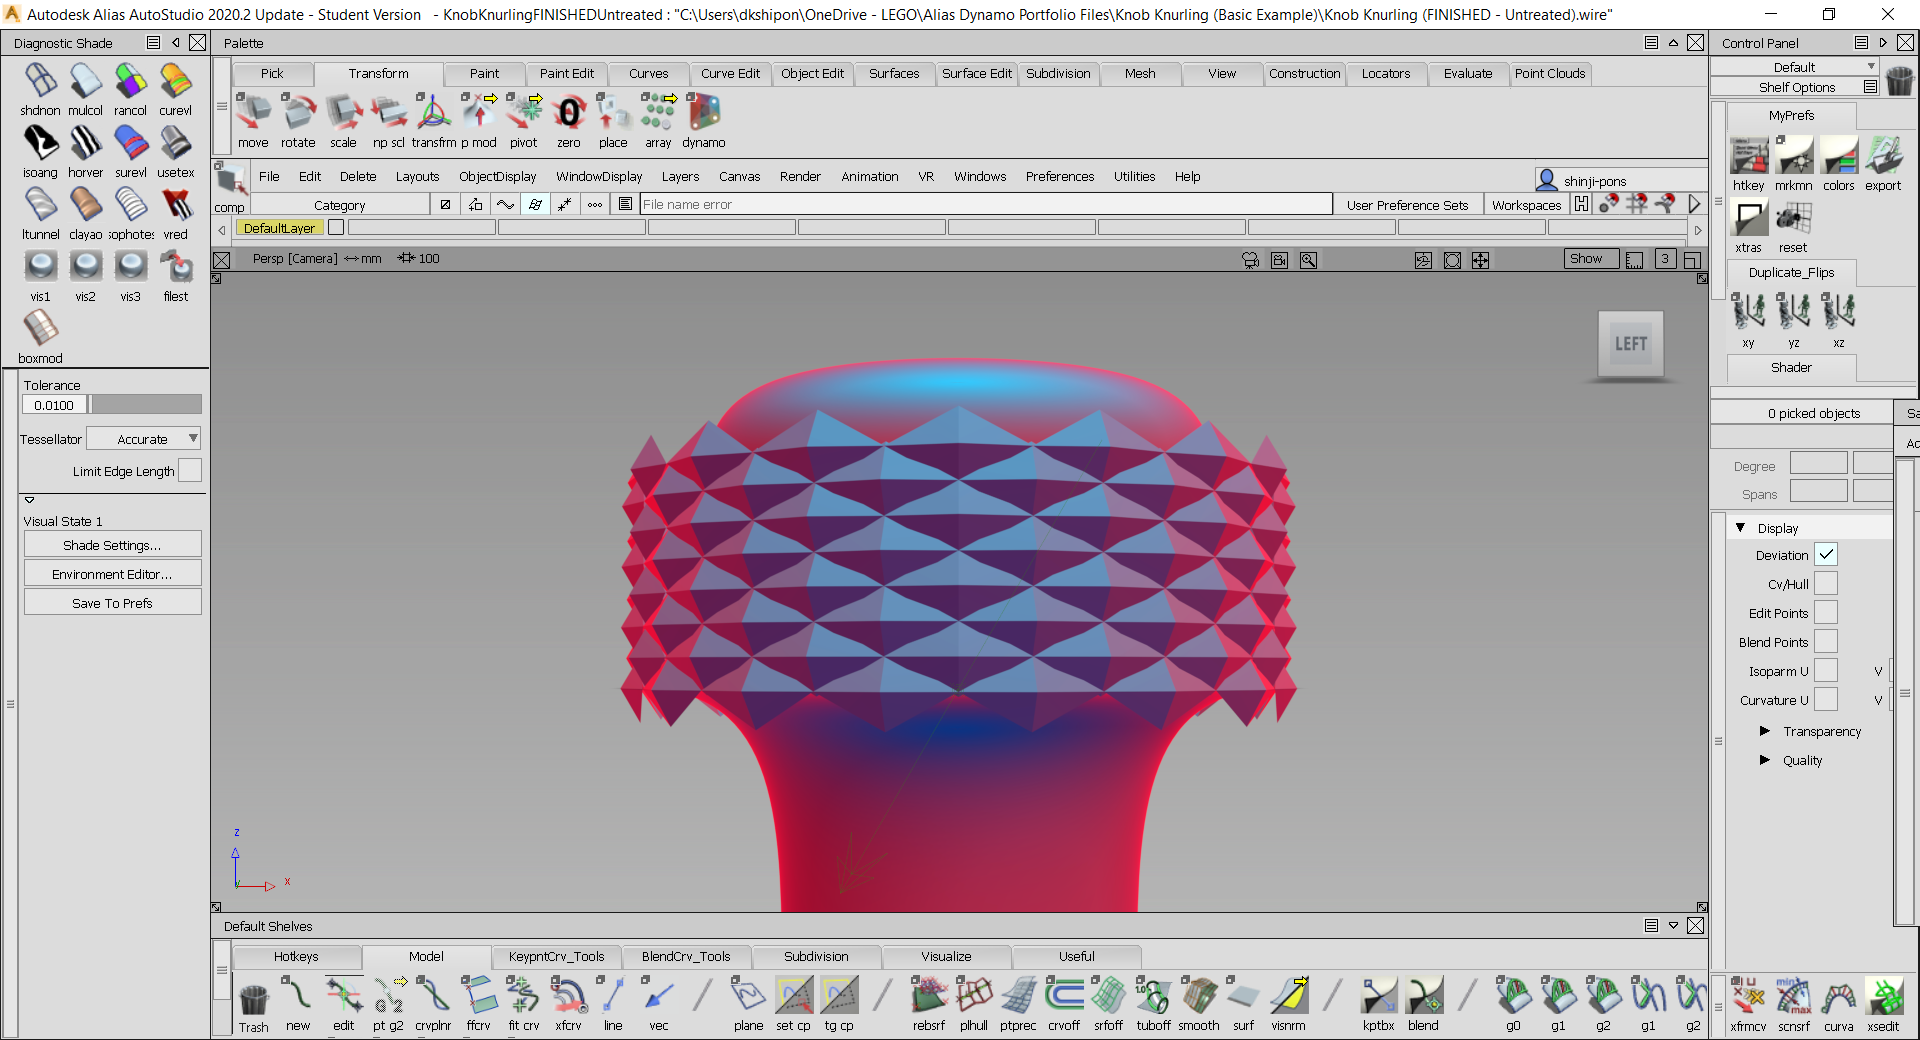 Autodesk Alias AutoStudio 2020.2 Update - Student Version - KnobKnurlingFINISHEDUntreated : "C:\Users\dkshipon\OneDrive - LEGO\Alias Dynamo Portfolio Files\Knob Knurling (Basic Example)\Knob Knurling (FINISHED - Untreated).wire"
Diagnostic Shade
Palette
Control Panel
Pick Transform Paint Paint Edit Curves Curve Edit Object Edit Surfaces Surface Edit Subdivision Mesh View Construction Locators Evaluate Point Clouds
Default
Shelf Options
MyPrefs
shdnon mulcol rancol curevl
isoang horver surevl usetex
ltunnel clayao sophotes vred
vis1 vis2 vis3 filest
boxmod
move rotate scale np scl transfrm p mod pivot zero place array dynamo
File Edit Delete Layouts ObjectDisplay WindowDisplay Layers Canvas Render Animation VR Windows Preferences Utilities Help
shinji-pons
comp
Category
File name error
User Preference Sets
Workspaces
DefaultLayer
Persp [Camera] mm 100
Show
3
htkey mrkmn colors export
xtras reset
Duplicate_Flips
xy yz xz
Shader
0 picked objects
Sa
Ac
Degree
Spans
Display
Deviation
Cv/Hull
Edit Points
Blend Points
Isoparm U V
Curvature U V
Transparency
Quality
Tolerance
0.0100
Tessellator Accurate
Limit Edge Length
Visual State 1
Shade Settings...
Environment Editor...
Save To Prefs
LEFT
z
x
Default Shelves
Hotkeys Model KeypntCrv_Tools BlendCrv_Tools Subdivision Visualize Useful
Trash new edit pt g2 crvplnr ffcrv fit crv xfcrv line vec plane set cp tg cp rebsrf plhull ptprec crvoff srfoff tuboff smooth surf visnrm kptbx blend g0 g1 g2 g1 g2
xfrmcv scnsrf curva xsedit